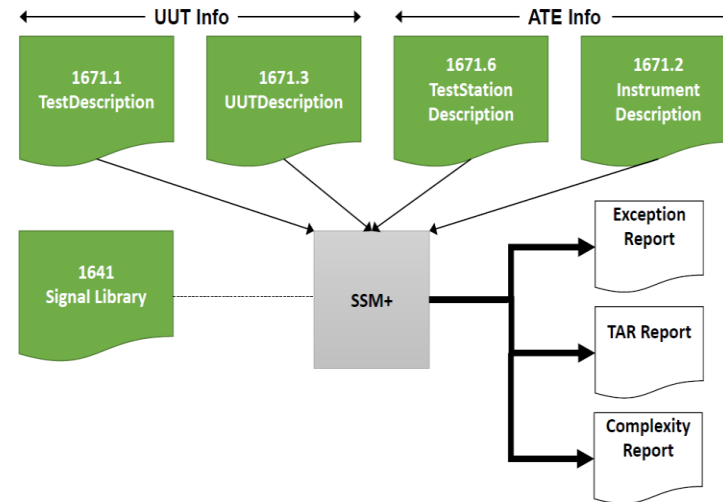 UUT Info
ATE Info
1671.1
TestDescription
1671.3
UUTDescription
1671.6
TestStation
Description
1671.2
Instrument
Description
1641
Signal Library
SSM+
Exception
Report
TAR Report
Complexity
Report